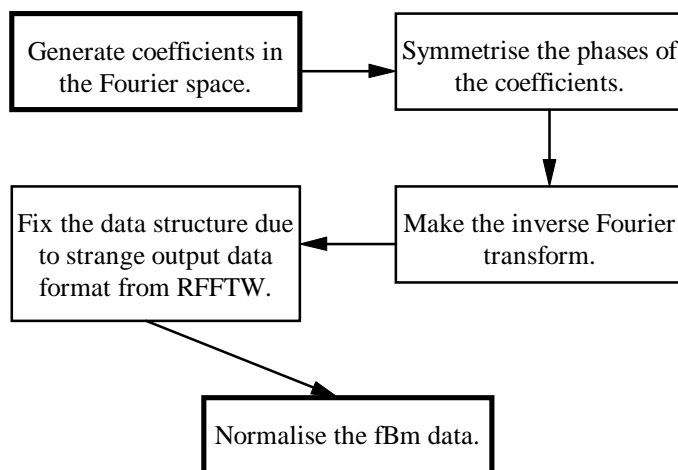 Generate coefficients in
the Fourier space.
Symmetrise the phases of
the coefficients.
Make the inverse Fourier
transform.
Fix the data structure due
to strange output data
format from RFFTW.
Normalise the fBm data.